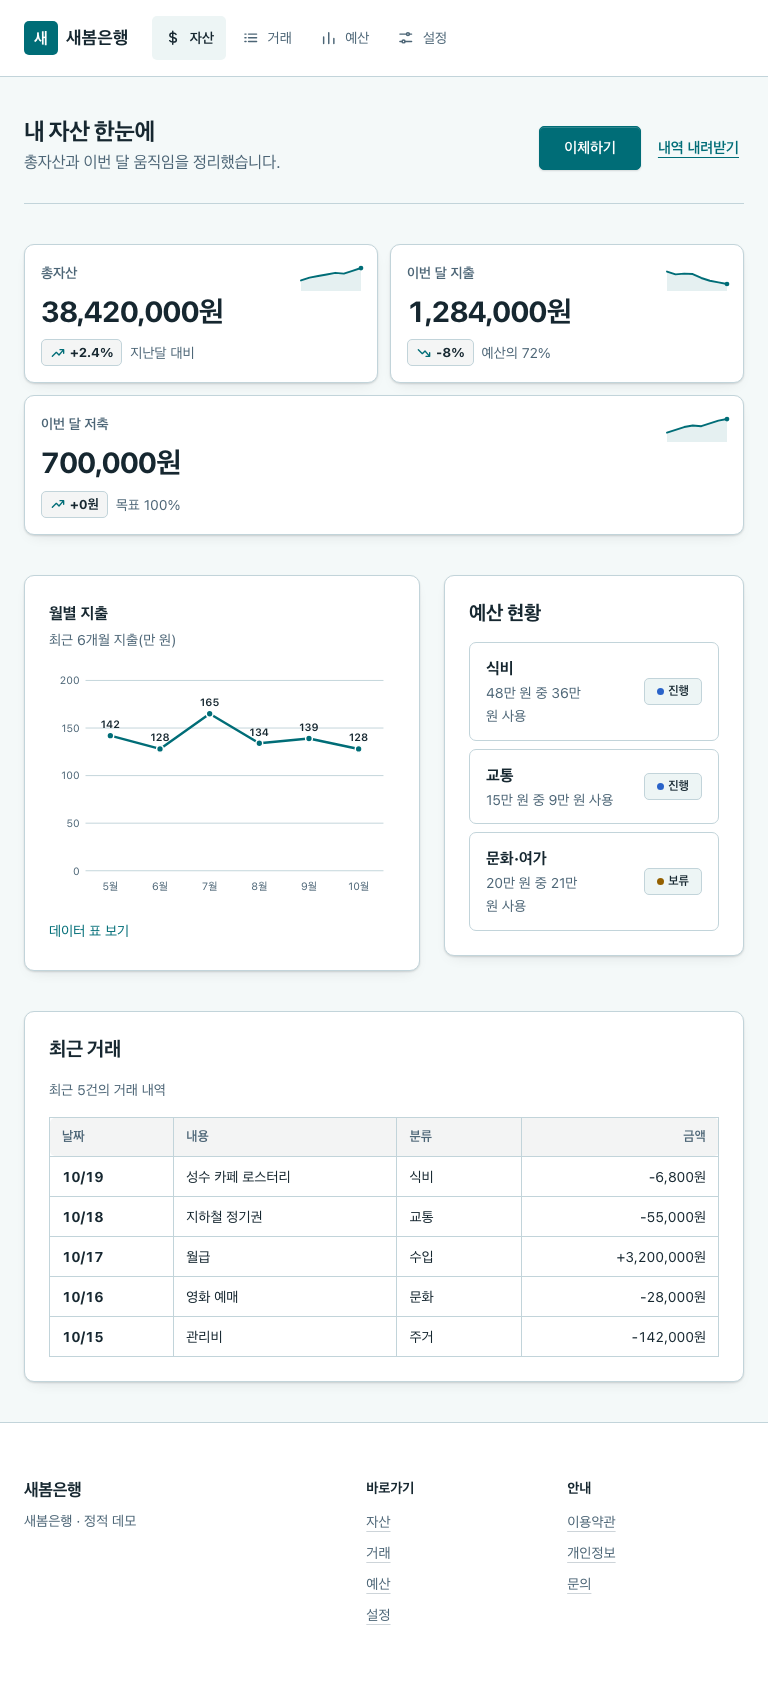 새 새봄은행 자산 거래 예산 설정
내 자산 한눈에
총자산과 이번 달 움직임을 정리했습니다.
이체하기 내역 내려받기
총자산
38,420,000원
+2.4% 지난달 대비
이번 달 지출
1,284,000원
-8% 예산의 72%
이번 달 저축
700,000원
+0원 목표 100%
월별 지출
최근 6개월 지출(만 원)
200
150
100
50
0
142
128
165
134
139
128
5월 6월 7월 8월 9월 10월
데이터 표 보기
예산 현황
식비
48만 원 중 36만
원 사용
진행
교통
15만 원 중 9만 원 사용
진행
문화·여가
20만 원 중 21만
원 사용
보류
최근 거래
최근 5건의 거래 내역
날짜 내용 분류 금액
10/19 성수 카페 로스터리 식비 -6,800원
10/18 지하철 정기권 교통 -55,000원
10/17 월급 수입 +3,200,000원
10/16 영화 예매 문화 -28,000원
10/15 관리비 주거 -142,000원
새봄은행
새봄은행 · 정적 데모
바로가기
자산
거래
예산
설정
안내
이용약관
개인정보
문의